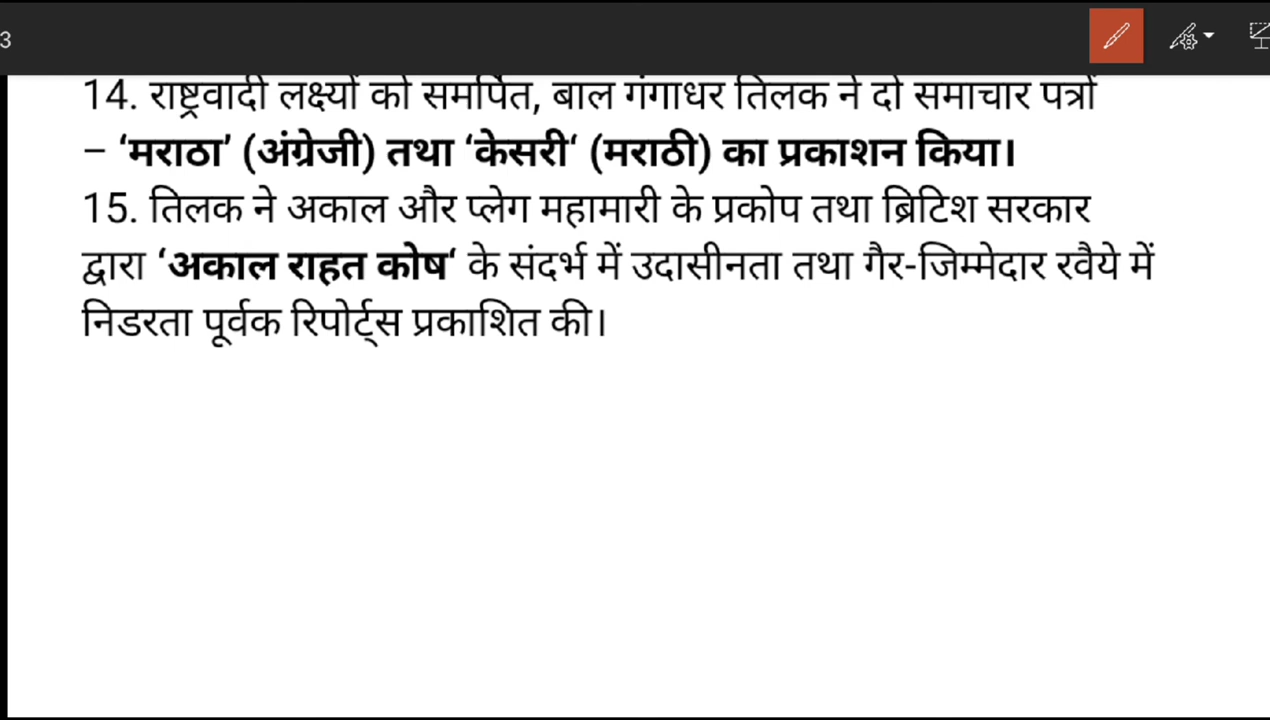 3
14. राष्ट्रवादी लक्ष्यों को समर्पित, बाल गंगाधर तिलक ने दो समाचार पत्रों
– ‘मराठा’ (अंग्रेजी) तथा ‘केसरी‘ (मराठी) का प्रकाशन किया।
15. तिलक ने अकाल और प्लेग महामारी के प्रकोप तथा ब्रिटिश सरकार
द्वारा ‘अकाल राहत कोष‘ के संदर्भ में उदासीनता तथा गैर-जिम्मेदार रवैये में
निडरता पूर्वक रिपोर्ट्स प्रकाशित की।